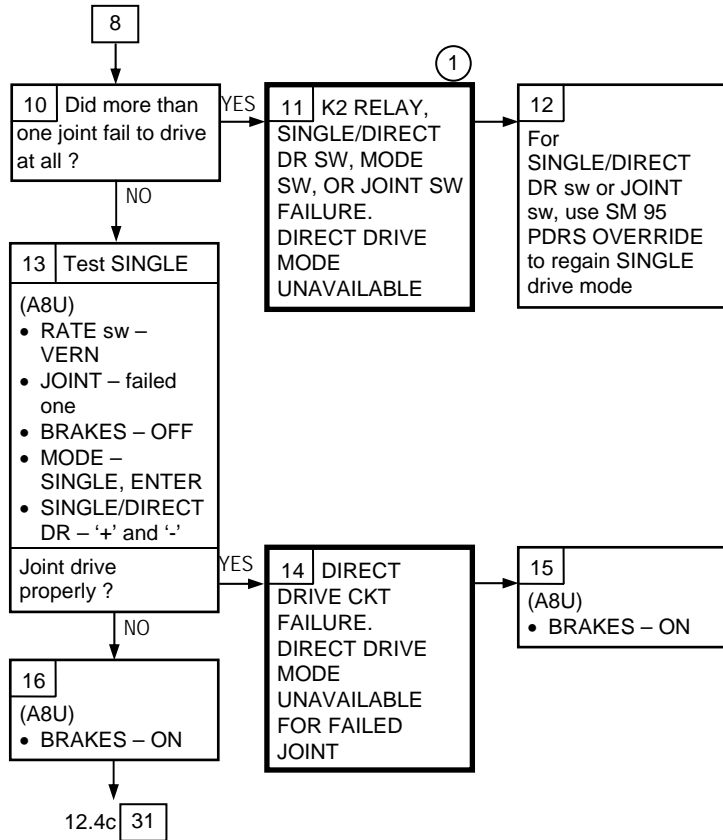 8
1
10 Did more than
one joint fail to drive
at all ?
YES
11 K2 RELAY,
SINGLE/DIRECT
DR SW, MODE
SW, OR JOINT SW
FAILURE.
DIRECT DRIVE
MODE
UNAVAILABLE
12
For
SINGLE/DIRECT
DR sw or JOINT
sw, use SM 95
PDRS OVERRIDE
to regain SINGLE
drive mode
NO
13 Test SINGLE
(A8U)
• RATE sw –
VERN
• JOINT – failed
one
• BRAKES – OFF
• MODE –
SINGLE, ENTER
• SINGLE/DIRECT
DR – ‘+’ and ‘-’
Joint drive
properly ?
YES
14 DIRECT
DRIVE CKT
FAILURE.
DIRECT DRIVE
MODE
UNAVAILABLE
FOR FAILED
JOINT
15
(A8U)
• BRAKES – ON
NO
16
(A8U)
• BRAKES – ON
12.4c 31